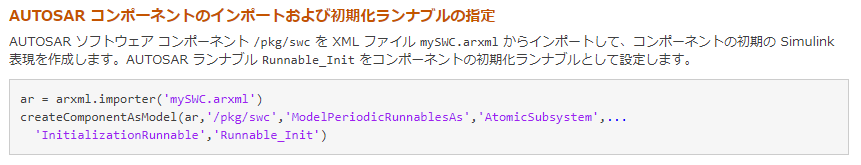 AUTOSAR コンポーネントのインポートおよび初期化ランナブルの指定
AUTOSAR ソフトウェア コンポーネント /pkg/swc を XML ファイル mySWC.arxml からインポートして、コンポーネントの初期の Simulink
表現を作成します。AUTOSAR ランナブル Runnable_Init をコンポーネントの初期化ランナブルとして設定します。
ar = arxml.importer('mySWC.arxml')
createComponentAsModel(ar,'/pkg/swc','ModelPeriodicRunnablesAs','AtomicSubsystem',...
'InitializationRunnable','Runnable_Init')